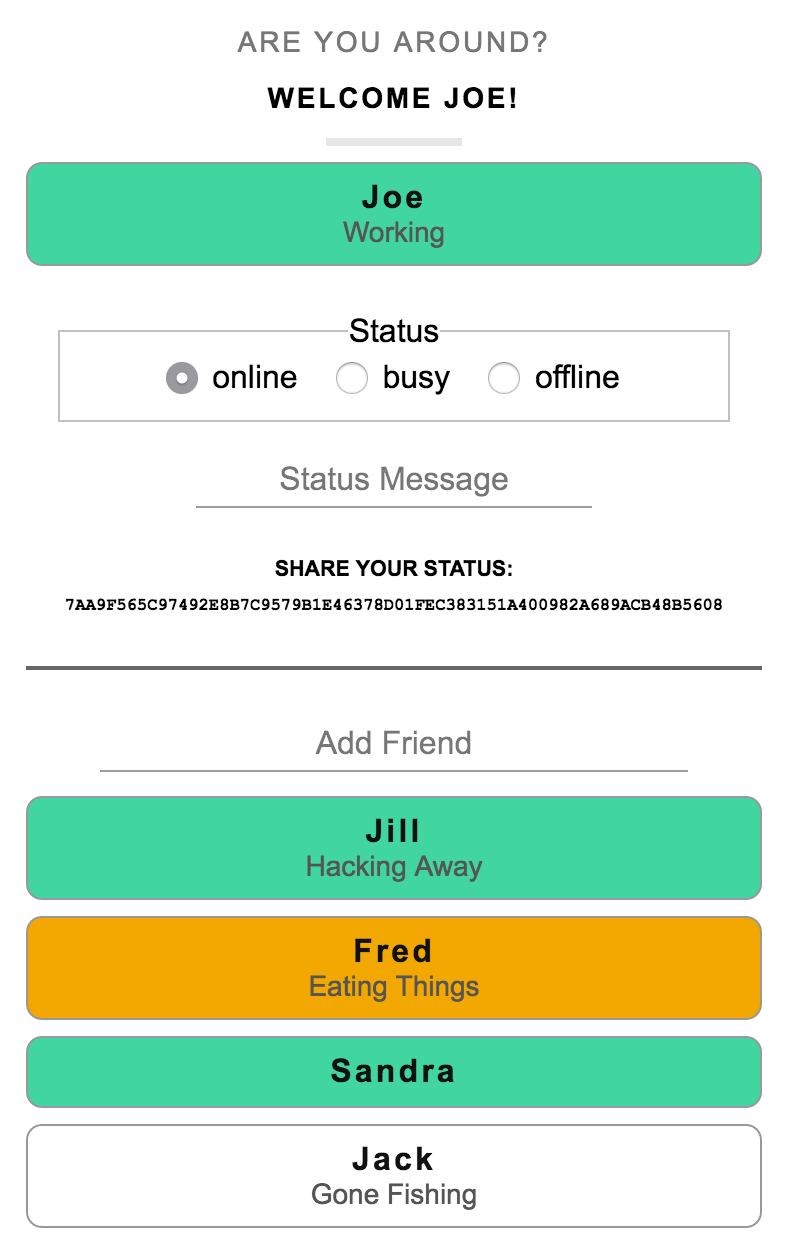 ARE YOU AROUND?
WELCOME JOE!
Joe
Working
Status
online busy offline
Status Message
SHARE YOUR STATUS:
7AA9F565C97492E8B7C9579B1E46378D01FEC383151A400982A689ACB48B5608
Add Friend
Jill
Hacking Away
Fred
Eating Things
Sandra
Jack
Gone Fishing